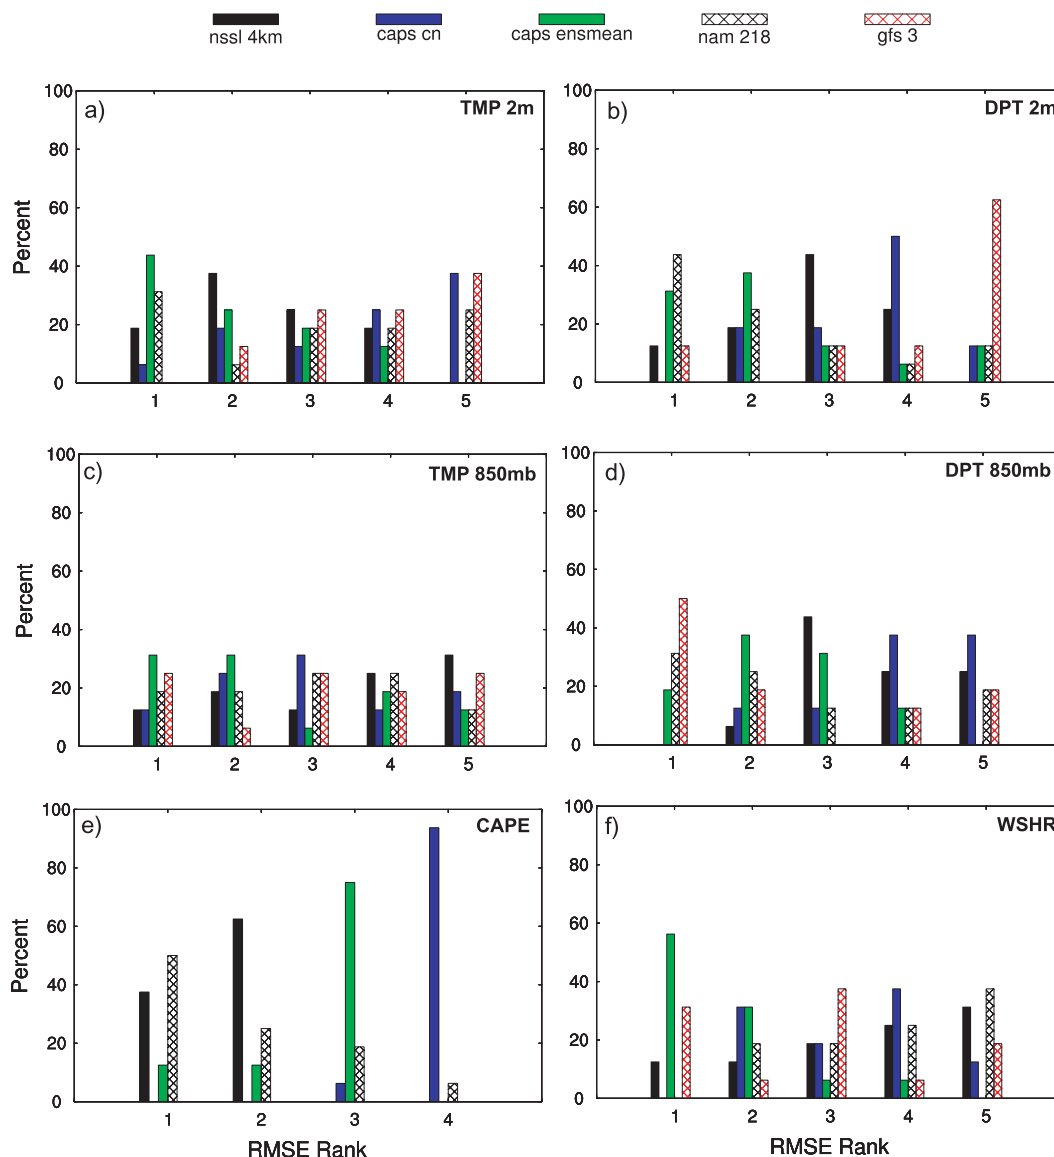 nssl 4km caps cn caps ensmean nam 218 gfs 3
a) TMP 2m
100
80
60
40
20
0
Percent
1 2 3 4 5
b) DPT 2m
100
80
60
40
20
0
1 2 3 4 5
c) TMP 850mb
100
80
60
40
20
0
Percent
1 2 3 4 5
d) DPT 850mb
100
80
60
40
20
0
1 2 3 4 5
e) CAPE
100
80
60
40
20
0
Percent
1 2 3 4
RMSE Rank
f) WSHR
100
80
60
40
20
0
1 2 3 4 5
RMSE Rank